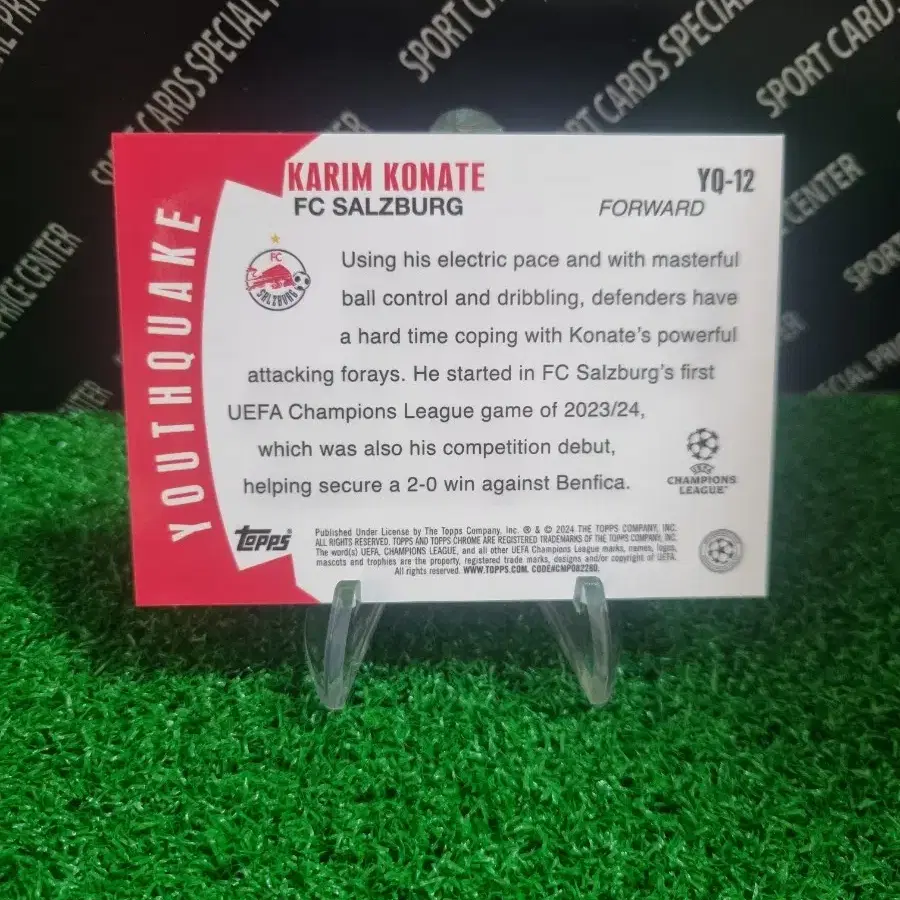 SPORT CARDS SPECIAL PRICE
SPORT CARDS SPECIAL
SPORT CARD
CARDS SPECIAL
PRICE CENTER
CENTER
KARIM KONATE
YQ-12
FC SALZBURG
FORWARD
YOUTHQUAKE
FC
SALZBURG
Using his electric pace and with masterful
ball control and dribbling, defenders have
a hard time coping with Konate's powerful
attacking forays. He started in FC Salzburg's first
UEFA Champions League game of 2023/24,
which was also his competition debut,
helping secure a 2-0 win against Benfica.
UEFA
CHAMPIONS
LEAGUE™
Topps®
Published Under License by The Topps Company, Inc. ® & © 2024 THE TOPPS COMPANY, INC.
ALL RIGHTS RESERVED. TOPPS AND TOPPS CHROME ARE REGISTERED TRADEMARKS OF THE TOPPS COMPANY, INC.
The word(s) UEFA, CHAMPIONS LEAGUE, and all other UEFA Champions League marks, names, logos,
mascots and trophies are the property, registered trade marks, designs and/or copyright of UEFA.
All rights reserved. WWW.TOPPS.COM. CODE#CMP082280.